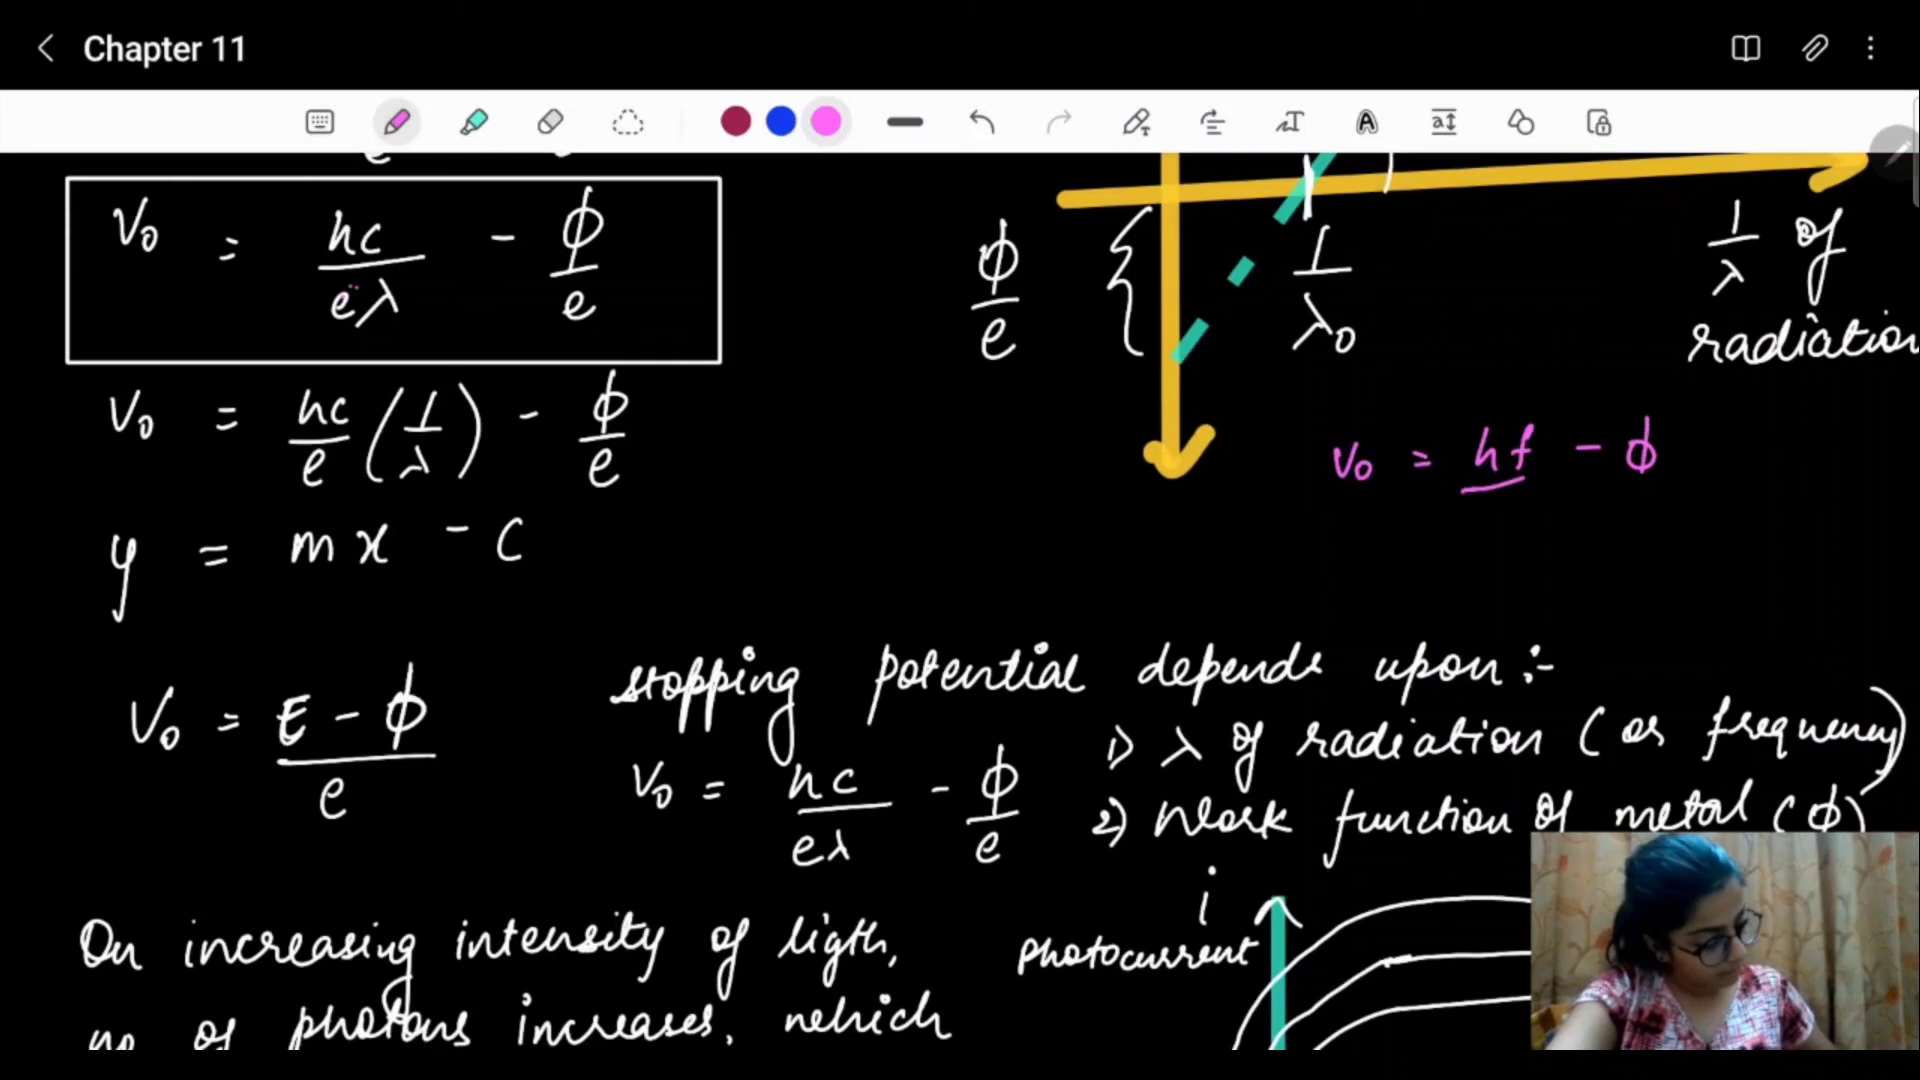 Chapter 11
V₀ = hc/eλ - ϕ/e
V₀ = hc/e (1/λ) - ϕ/e
y = mx - c
V₀ = E - ϕ/e
ϕ/e { 1/λ₀
1/λ of
radiation
V₀ = hf - ϕ
stopping potential depends upon :-
V₀ = hc/eλ - ϕ/e
1) λ of radiation (or frequency)
2) Work function of metal (ϕ)
On increasing intensity of ligth,
no of photons increases, which
i
Photocurrent